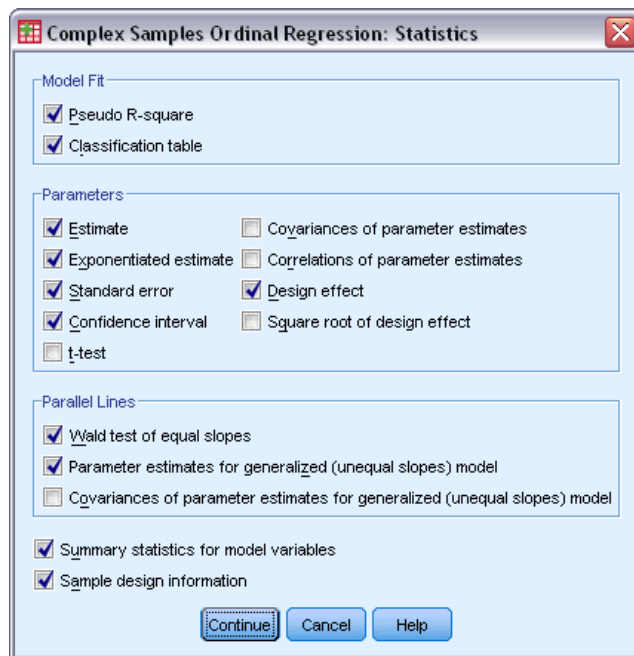 Complex Samples Ordinal Regression: Statistics
Model Fit
Pseudo R-square
Classification table
Parameters
Estimate
Covariances of parameter estimates
Exponentiated estimate
Correlations of parameter estimates
Standard error
Design effect
Confidence interval
Square root of design effect
t-test
Parallel Lines
Wald test of equal slopes
Parameter estimates for generalized (unequal slopes) model
Covariances of parameter estimates for generalized (unequal slopes) model
Summary statistics for model variables
Sample design information
Continue
Cancel
Help